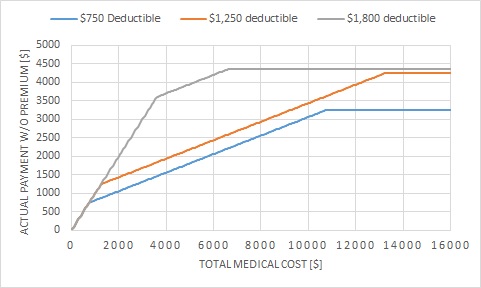 $750 Deductible $1,250 deductible $1,800 deductible
5000
4500
4000
3500
3000
2500
2000
1500
1000
500
0
ACTUAL PAYMENT W/O PREMIUM [$]
0 2000 4000 6000 8000 10000 12000 14000 16000
TOTAL MEDICAL COST [$]